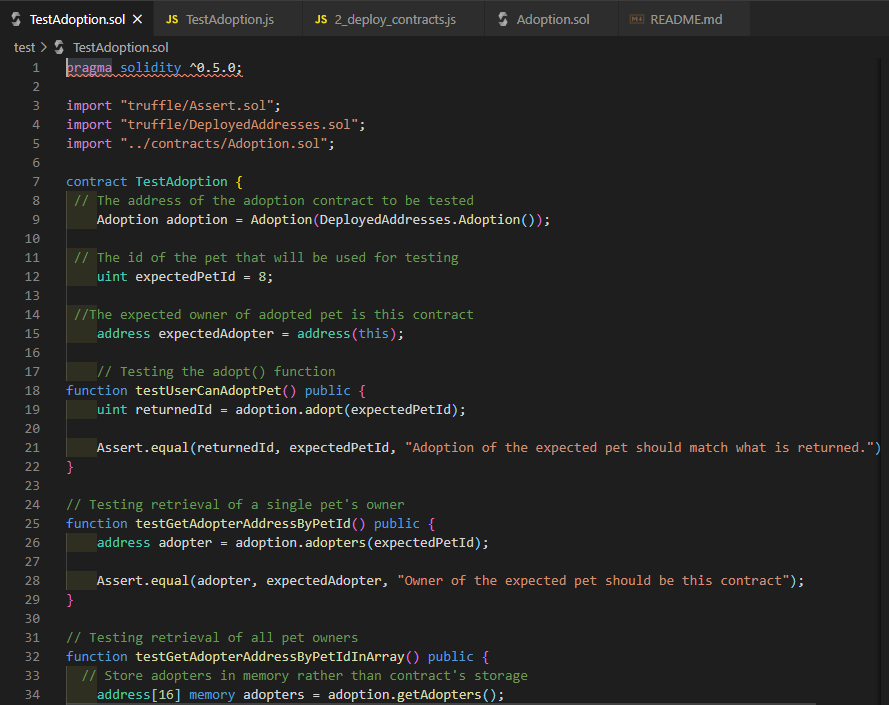 TestAdoption.sol
JS TestAdoption.js
JS 2_deploy_contracts.js
Adoption.sol
README.md
test > TestAdoption.sol
1 pragma solidity ^0.5.0;
2
3 import "truffle/Assert.sol";
4 import "truffle/DeployedAddresses.sol";
5 import "../contracts/Adoption.sol";
6
7 contract TestAdoption {
8 // The address of the adoption contract to be tested
9 Adoption adoption = Adoption(DeployedAddresses.Adoption());
10
11 // The id of the pet that will be used for testing
12 uint expectedPetId = 8;
13
14 //The expected owner of adopted pet is this contract
15 address expectedAdopter = address(this);
16
17 // Testing the adopt() function
18 function testUserCanAdoptPet() public {
19 uint returnedId = adoption.adopt(expectedPetId);
20
21 Assert.equal(returnedId, expectedPetId, "Adoption of the expected pet should match what is returned.")
22 }
23
24 // Testing retrieval of a single pet's owner
25 function testGetAdopterAddressByPetId() public {
26 address adopter = adoption.adopters(expectedPetId);
27
28 Assert.equal(adopter, expectedAdopter, "Owner of the expected pet should be this contract");
29 }
30
31 // Testing retrieval of all pet owners
32 function testGetAdopterAddressByPetIdInArray() public {
33 // Store adopters in memory rather than contract's storage
34 address[16] memory adopters = adoption.getAdopters();